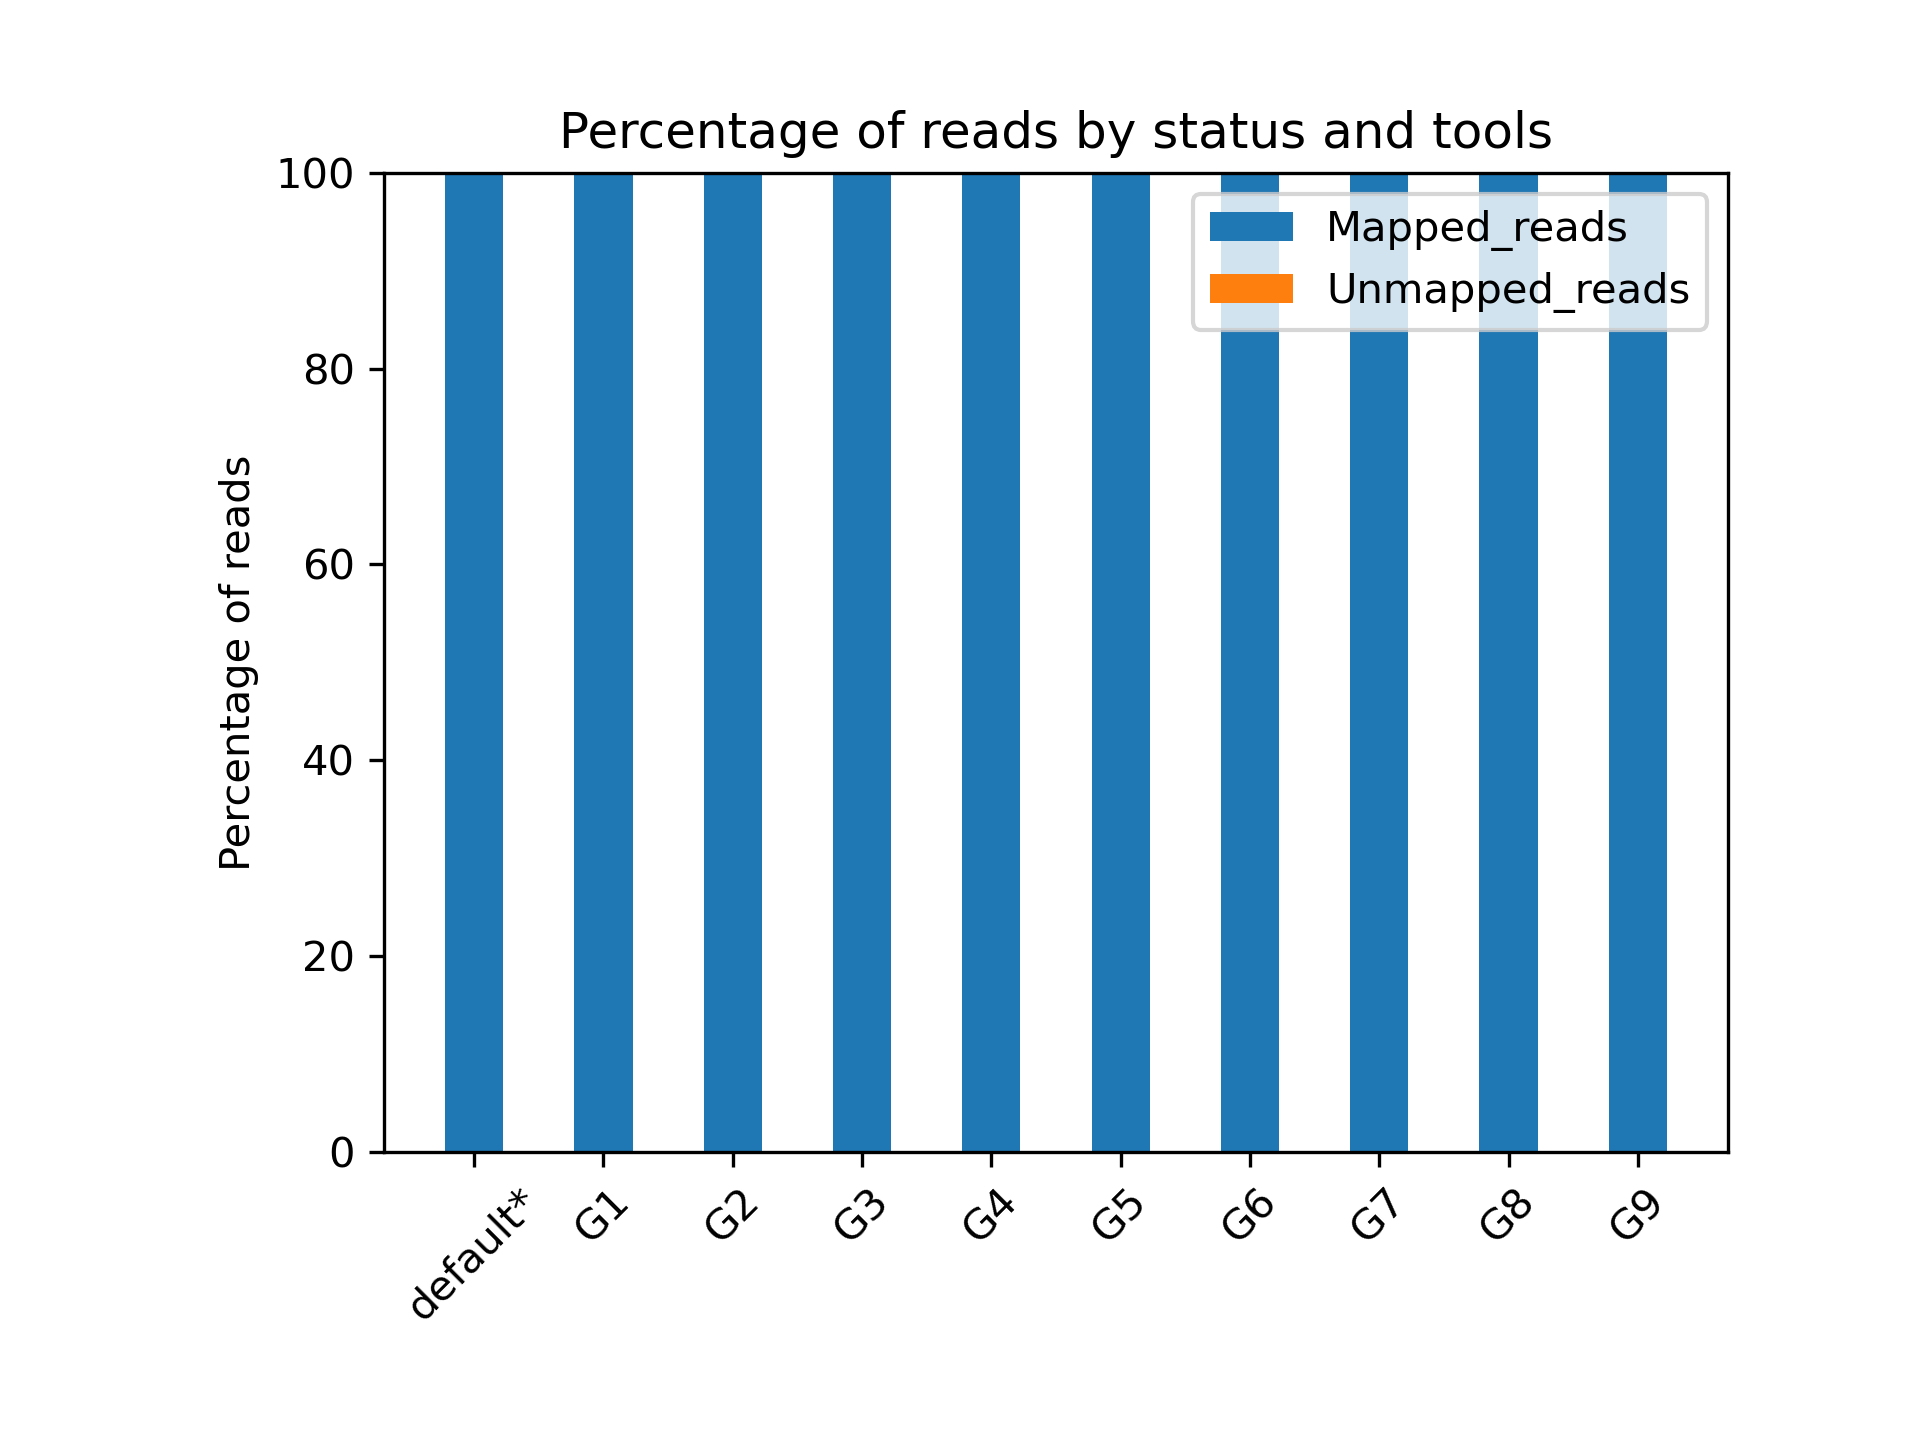 Percentage of reads by status and tools
Percentage of reads
100
80
60
40
20
0
Mapped_reads
Unmapped_reads
default*
G1
G2
G3
G4
G5
G6
G7
G8
G9